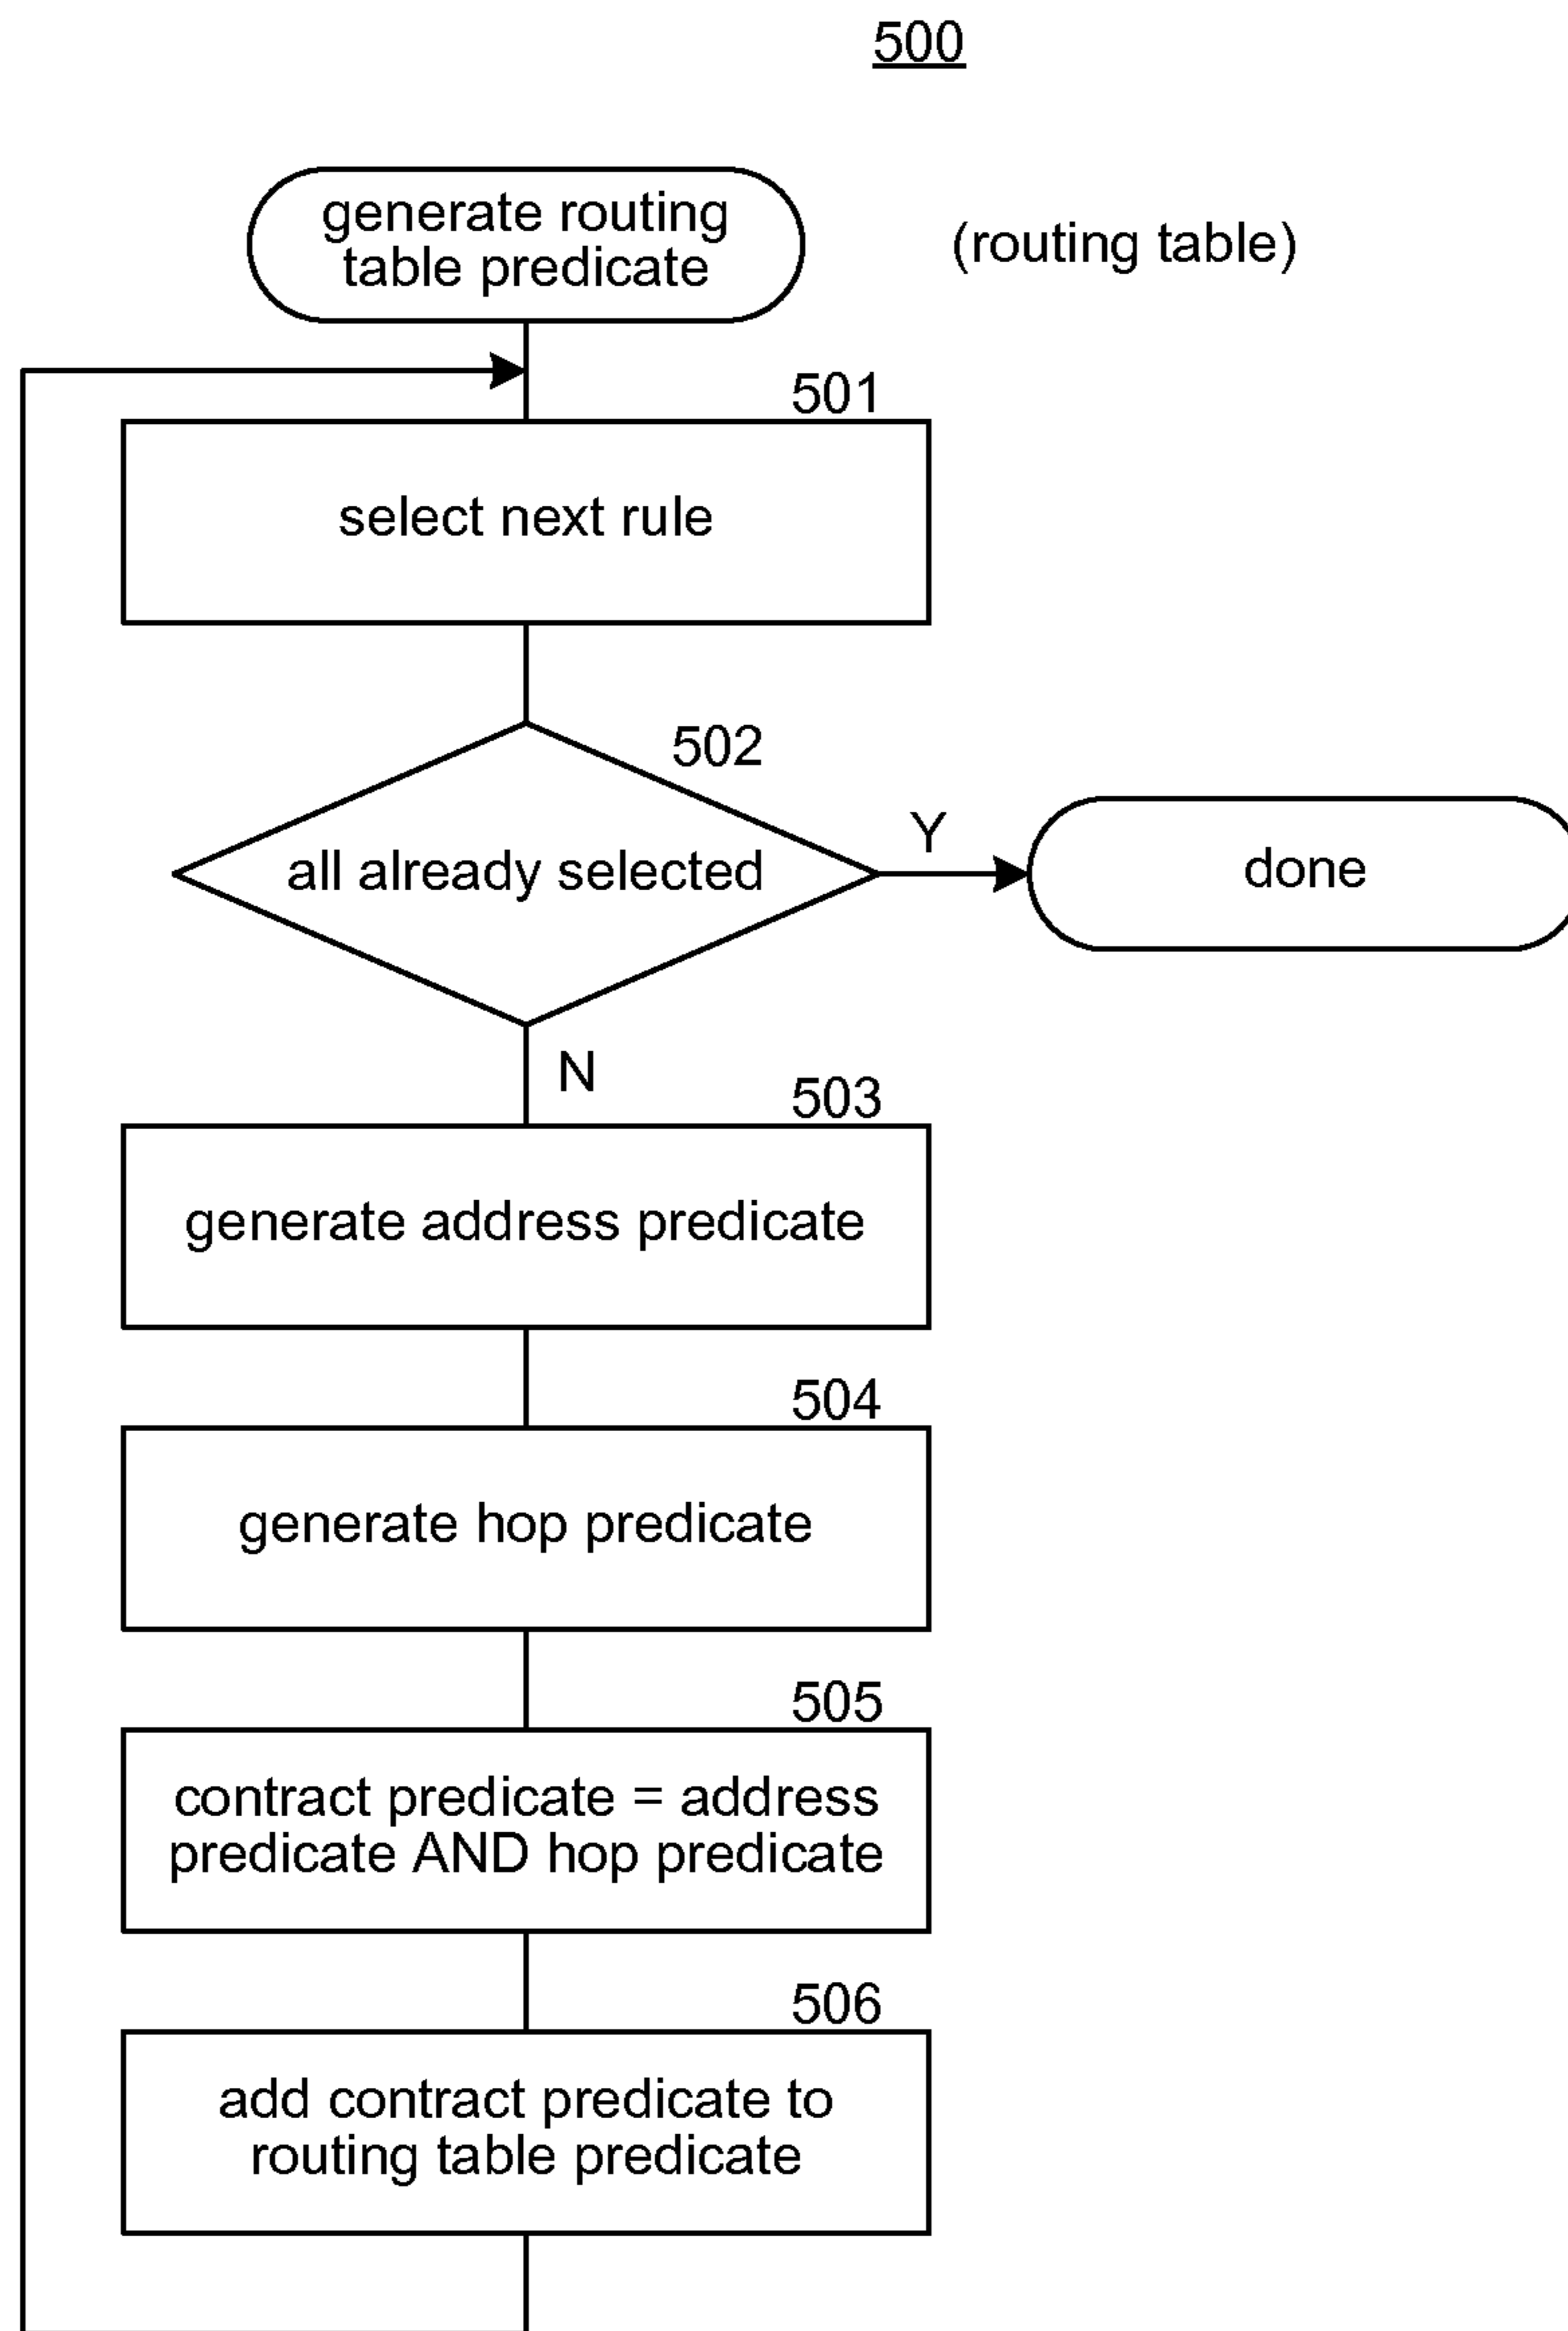 500
generate routing
table predicate
(routing table)
501
select next rule
502
all already selected
Y
done
N
503
generate address predicate
504
generate hop predicate
505
contract predicate = address
predicate AND hop predicate
506
add contract predicate to
routing table predicate